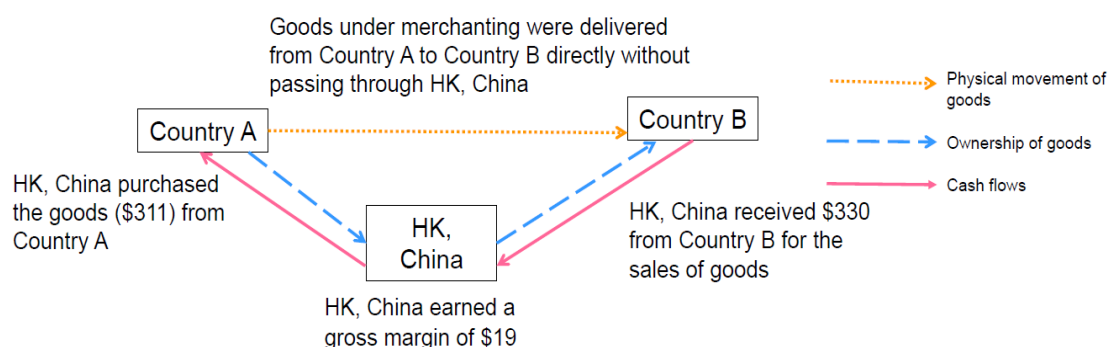 Goods under merchanting were delivered
from Country A to Country B directly without
passing through HK, China
Physical movement of
goods
Country A
Country B
Ownership of goods
HK, China purchased
the goods ($311) from
Country A
Cash flows
HK,
China
HK, China received $330
from Country B for the
sales of goods
HK, China earned a
gross margin of $19